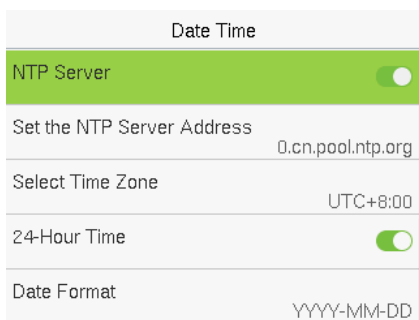 Date Time
NTP Server
Set the NTP Server Address
0.cn.pool.ntp.org
Select Time Zone
UTC+8:00
24-Hour Time
Date Format
YYYY-MM-DD